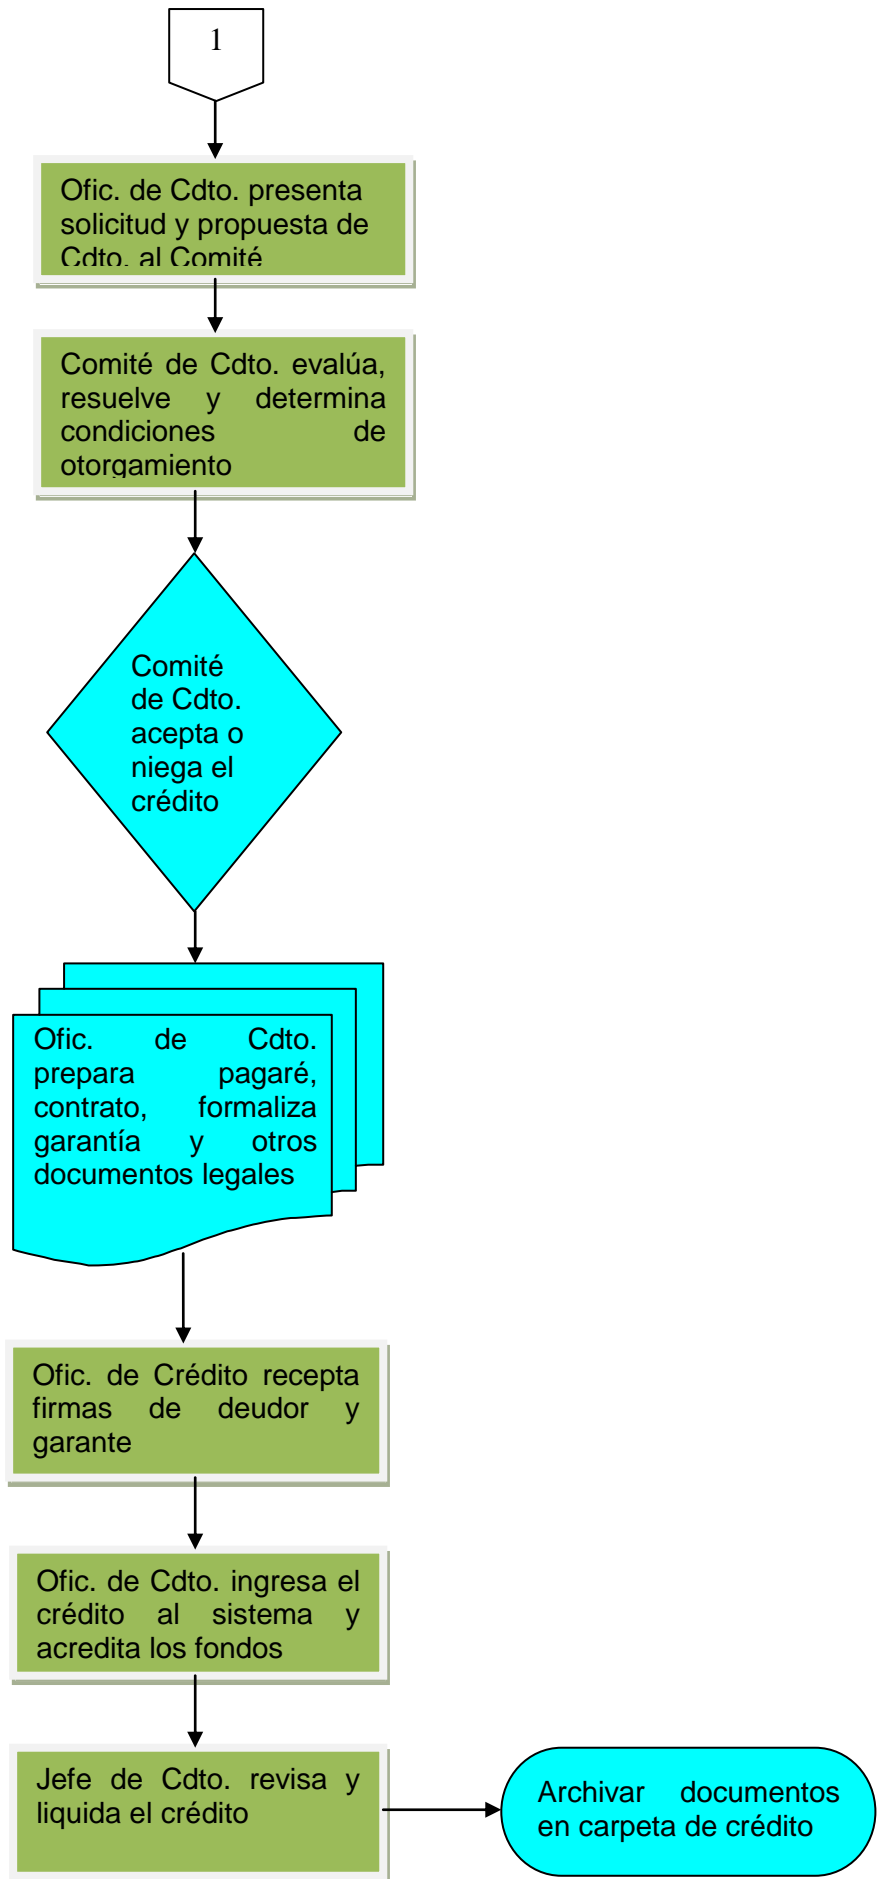 1
Ofic. de Cdto. presenta
solicitud y propuesta de
Cdto. al Comité
Comité de Cdto. evalúa,
resuelve y determina
condiciones de
otorgamiento
Comité
de Cdto.
acepta o
niega el
crédito
Ofic. de Cdto.
prepara pagaré,
contrato, formaliza
garantía y otros
documentos legales
Ofic. de Crédito recepta
firmas de deudor y
garante
Ofic. de Cdto. ingresa el
crédito al sistema y
acredita los fondos
Jefe de Cdto. revisa y
liquida el crédito
Archivar documentos
en carpeta de crédito